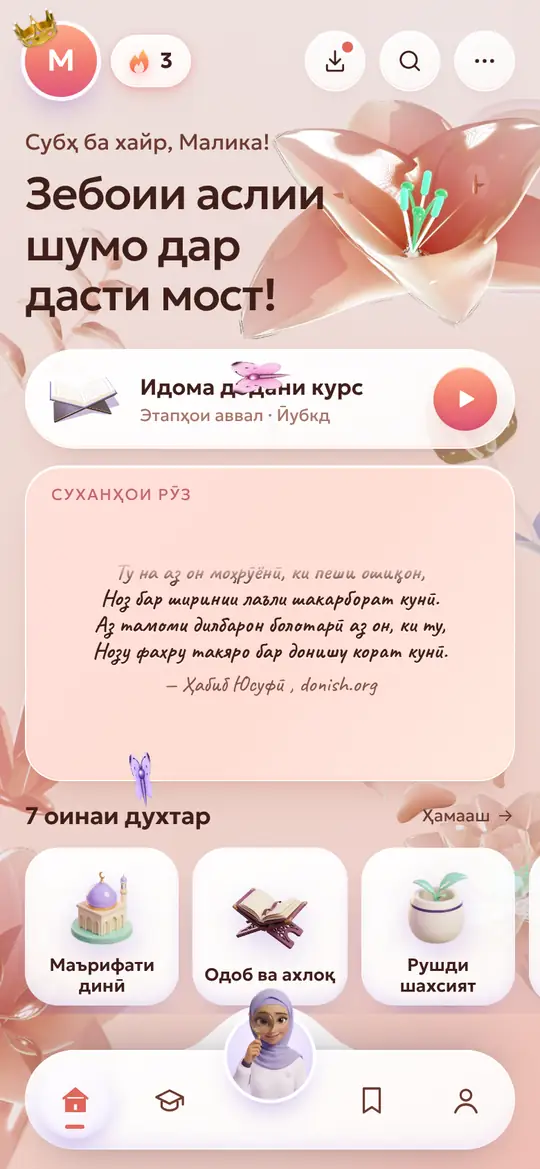 M
3
Субҳ ба хайр, Малика!
Зебоии аслии
шумо дар
дасти мост!
Идома додани курс
Этапҳои аввал · Йубкд
СУХАНҲОИ РӮЗ
Ту на аз он моҳрӯёнӣ, ки пеши ошиқон,
Ноз бар ширинии лаъли шакарборат кунӣ.
Аз тамоми дилбарон болотарӣ аз он, ки ту,
Нозу фахру такяро бар донишу корат кунӣ.
— Ҳабиб Юсуфӣ , donish.org
7 оинаи духтар
Ҳамааш →
Маърифати
динӣ
Одоб ва ахлоқ
Рушди
шахсият